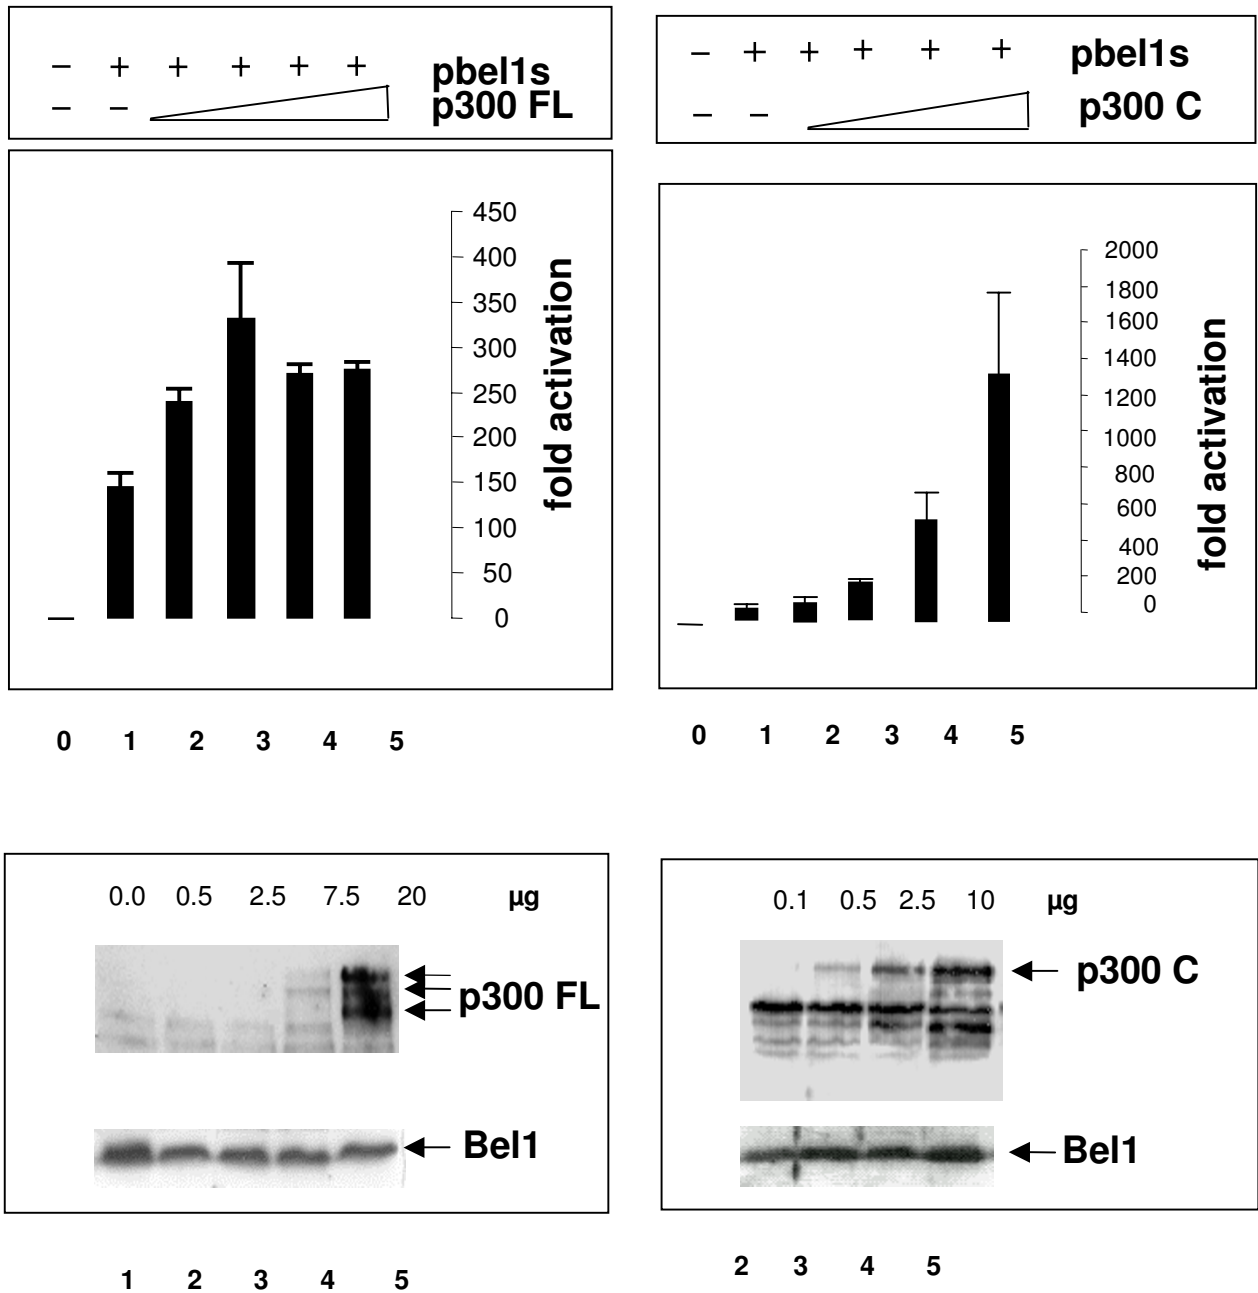 − + + + + + pbel1s
− − p300 FL
450
400
350
300
250
200
150
100
50
0
fold activation
0 1 2 3 4 5
− + + + + + pbel1s
− − p300 C
2000
1800
1600
1400
1200
1000
800
600
400
200
0
fold activation
0 1 2 3 4 5
0.0 0.5 2.5 7.5 20 µg
p300 FL
Bel1
1 2 3 4 5
0.1 0.5 2.5 10 µg
p300 C
Bel1
2 3 4 5